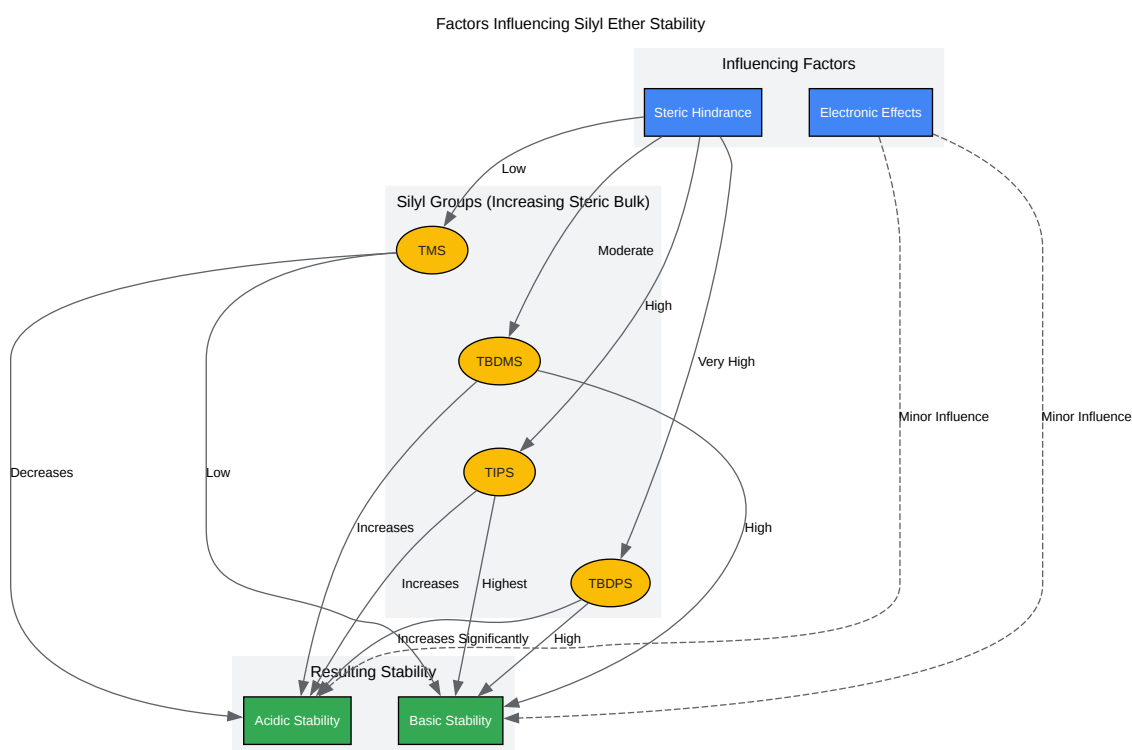 Factors Influencing Silyl Ether Stability
Influencing Factors
Steric Hindrance
Electronic Effects
Low
Silyl Groups (Increasing Steric Bulk)
TMS
Moderate
High
TBDMS
Very High
Minor Influence
Minor Influence
Decreases
Low
TIPS
Increases
High
Increases
Highest
TBDPS
Increases Significantly
High
Resulting Stability
Acidic Stability
Basic Stability